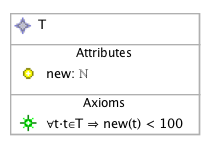 T
Attributes
new: ℕ
Axioms
∀t·t∈T ⇒ new(t) < 100